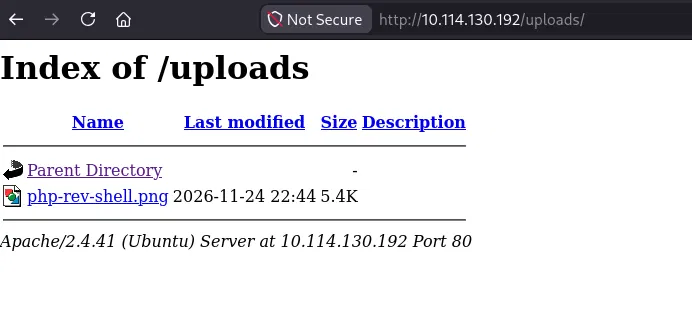 Not Secure http://10.114.130.192/uploads/
Index of /uploads
Name Last modified Size Description
Parent Directory -
php-rev-shell.png 2026-11-24 22:44 5.4K
Apache/2.4.41 (Ubuntu) Server at 10.114.130.192 Port 80